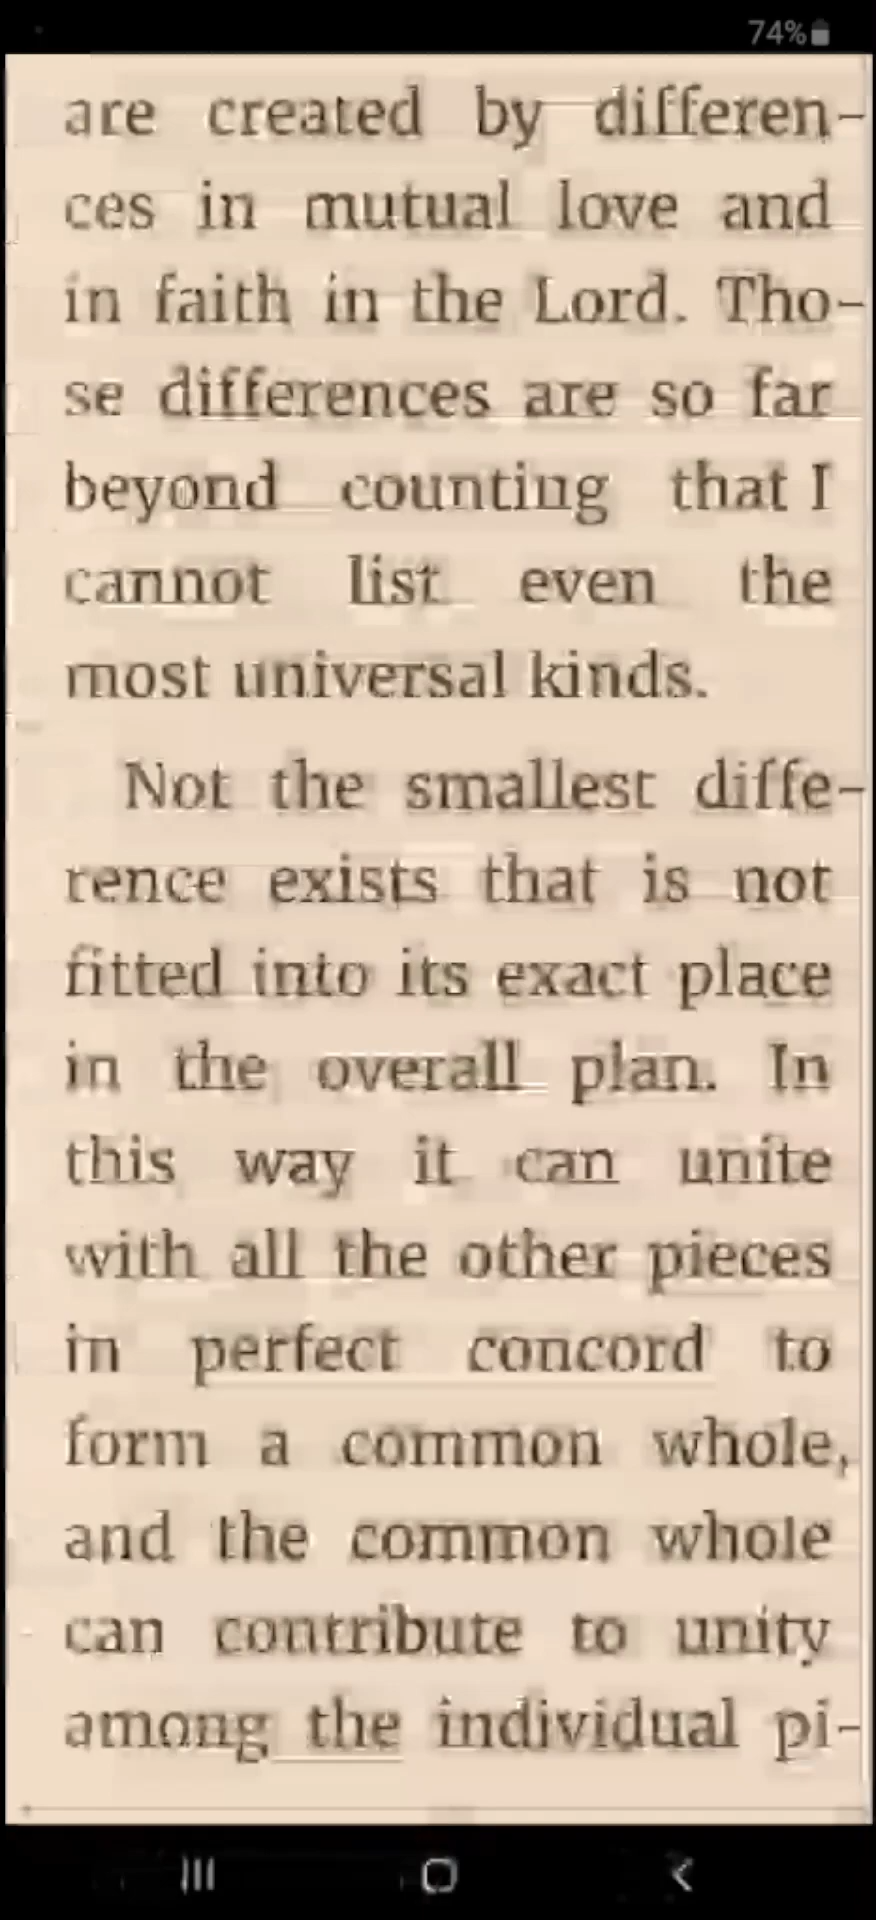 74%
are created by differen-
ces in mutual love and
in faith in the Lord. Tho-
se differences are so far
beyond counting that I
cannot list even the
most universal kinds.
Not the smallest diffe-
rence exists that is not
fitted into its exact place
in the overall plan. In
this way it can unite
with all the other pieces
in perfect concord to
form a common whole,
and the common whole
can contribute to unity
among the individual pi-